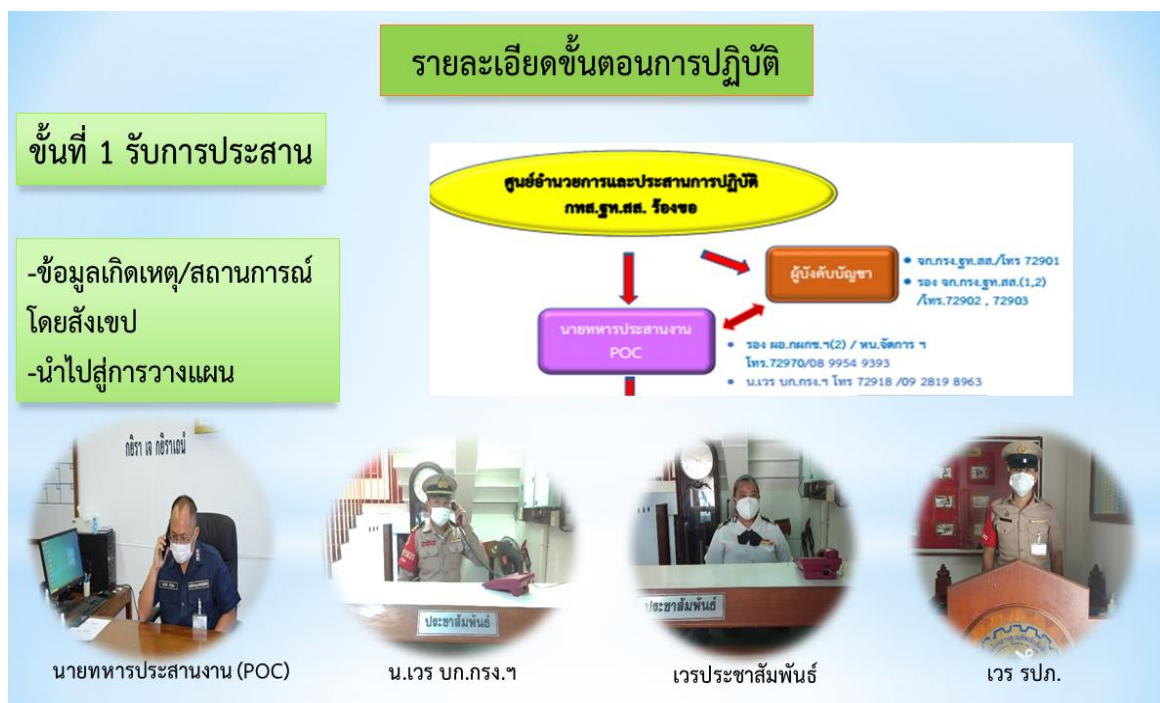 รายละเอียดขั้นตอนการปฏิบัติ
ขั้นที่ 1 รับการประสาน
-ข้อมูลเกิดเหตุ/สถานการณ์
โดยสังเขป
-นำไปสู่การวางแผน
ศูนย์อำนวยการและประสานการปฏิบัติ
กทส.ฐท.สส. ร้องขอ
ผู้บังคับบัญชา
• จก.กรง.ฐท.สส./โทร 72901
• รอง จก.กรง.ฐท.สส.(1,2)
/โทร.72902 , 72903
นายทหารประสานงาน
POC
• รอง ผอ.กผกซ.ฯ(2) / หน.จัดการ ฯ
โทร.72970/08 9954 9393
• น.เวร บก.กรง.ฯ โทร 72918 /09 2819 8963
กยิรา เจ กยิราเถนํ
ประชาสัมพันธ์
ประชาสัมพันธ์
นายทหารประสานงาน (POC)
น.เวร บก.กรง.ฯ
เวรประชาสัมพันธ์
เวร รปภ.